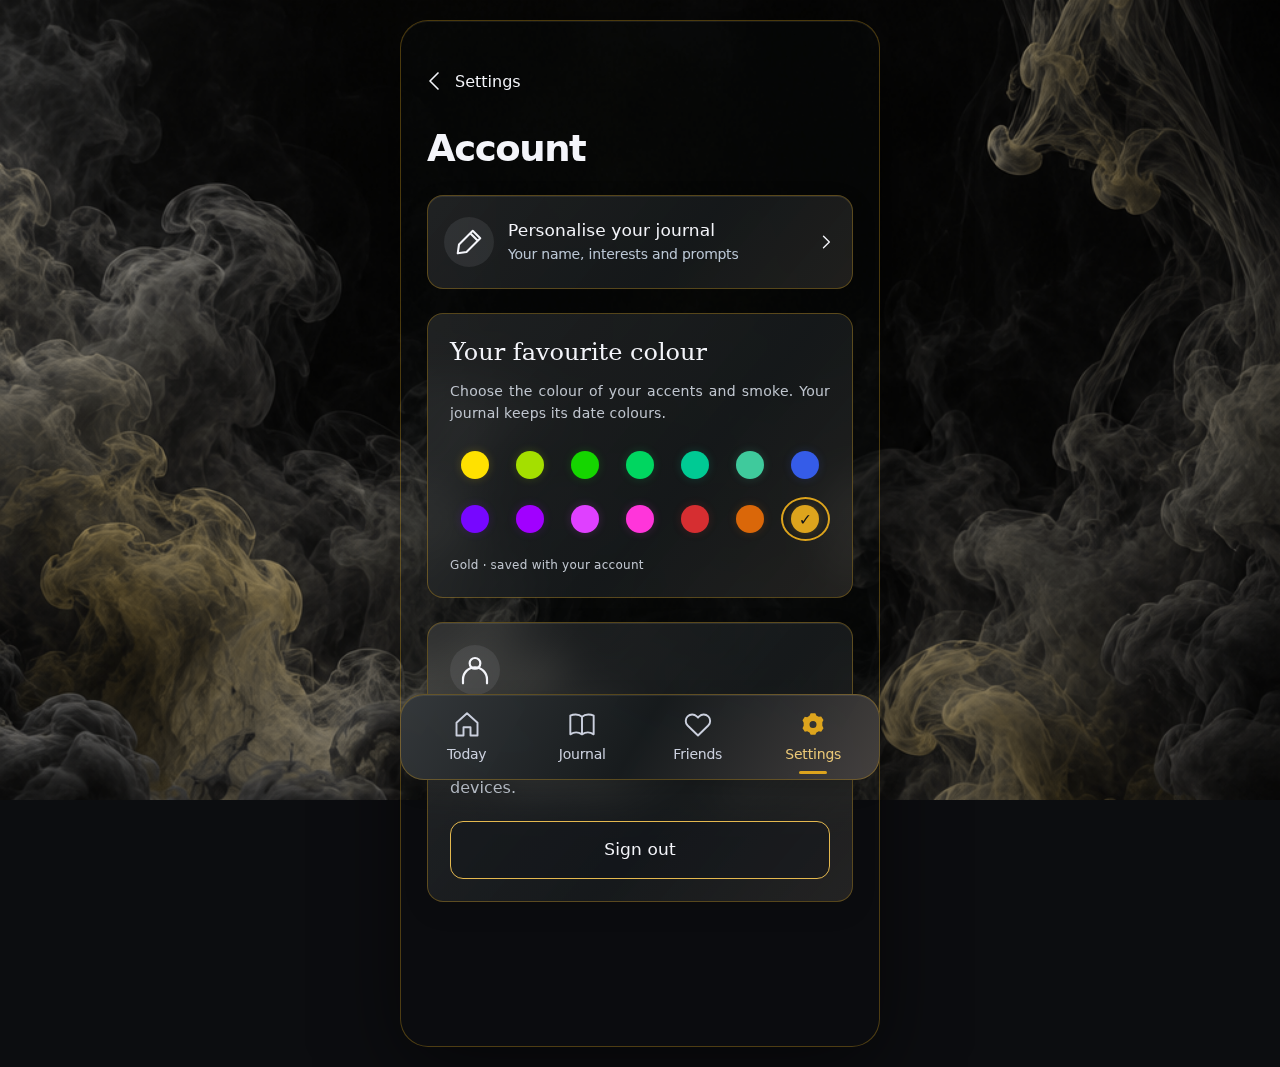 Settings
Account
Personalise your journal
Your name, interests and prompts
Your favourite colour
Choose the colour of your accents and smoke. Your
journal keeps its date colours.
✓
Gold · saved with your account
Today
Journal
Friends
Settings
devices.
Sign out